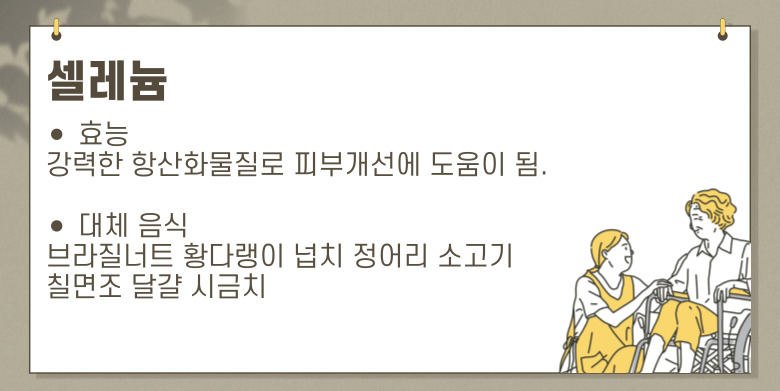 셀레늄
● 효능
강력한 항산화물질로 피부개선에 도움이 됨.
● 대체 음식
브라질너트 황다랭이 넙치 정어리 소고기
칠면조 달걀 시금치